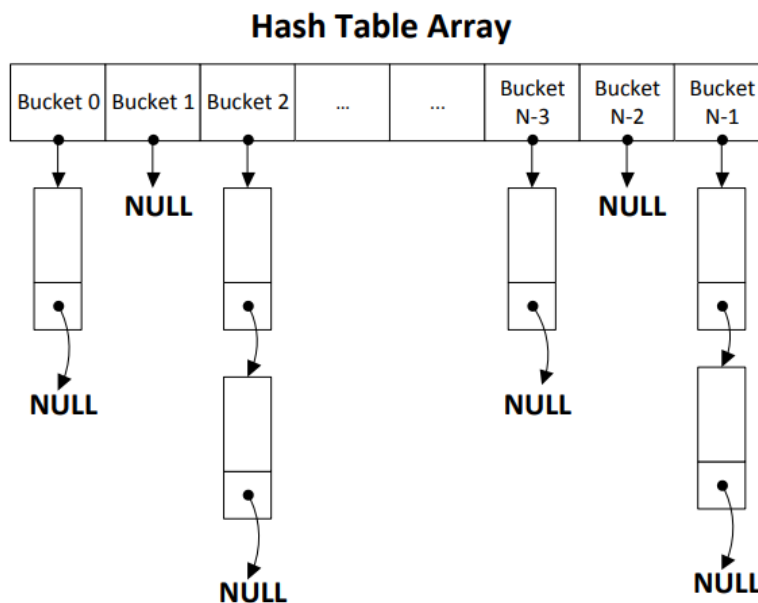 Hash Table Array
Bucket 0 Bucket 1 Bucket 2 ... ... Bucket N-3 Bucket N-2 Bucket N-1
NULL NULL
NULL NULL
NULL NULL